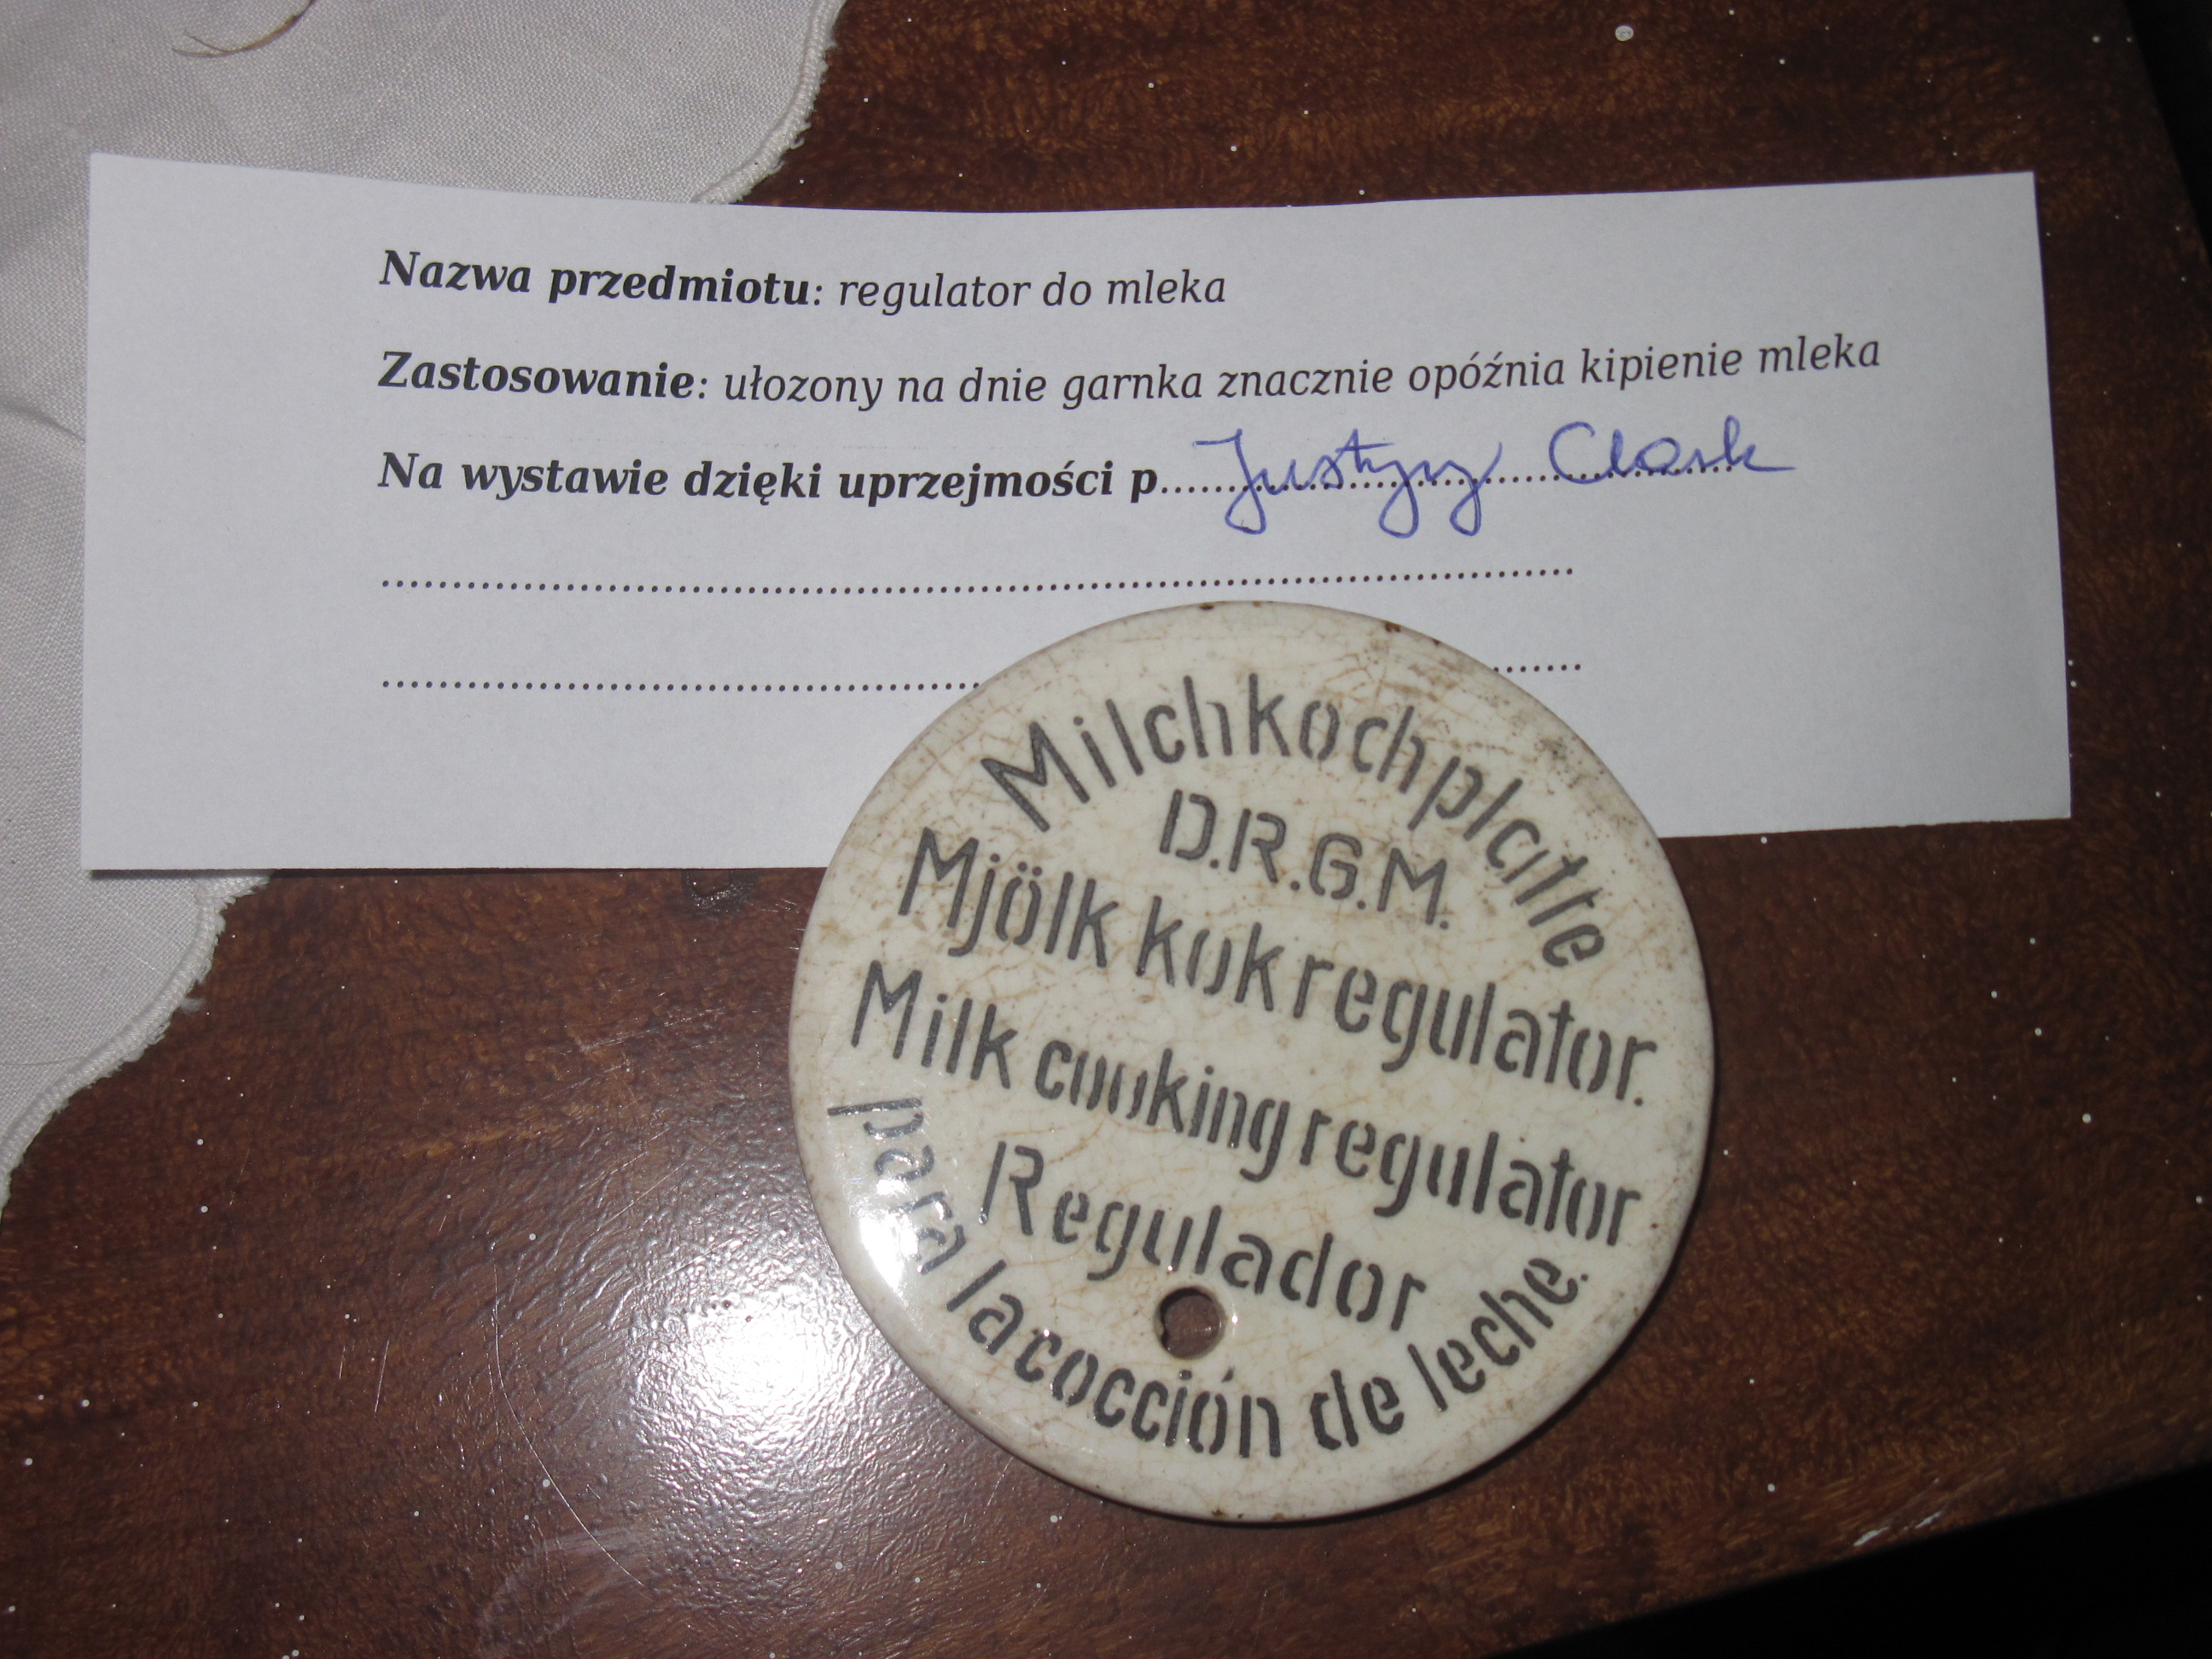 Nazwa przedmiotu: regulator do mleka
Zastosowanie: ułozony na dnie garnka znacznie opóźnia kipienie mleka
Na wystawie dzięki uprzejmości p. Justyny Clark
Milchkochplatte
D.R.G.M.
Mjölk kok regulator.
Milk cooking regulator
Regulador
para la cocción de leche.